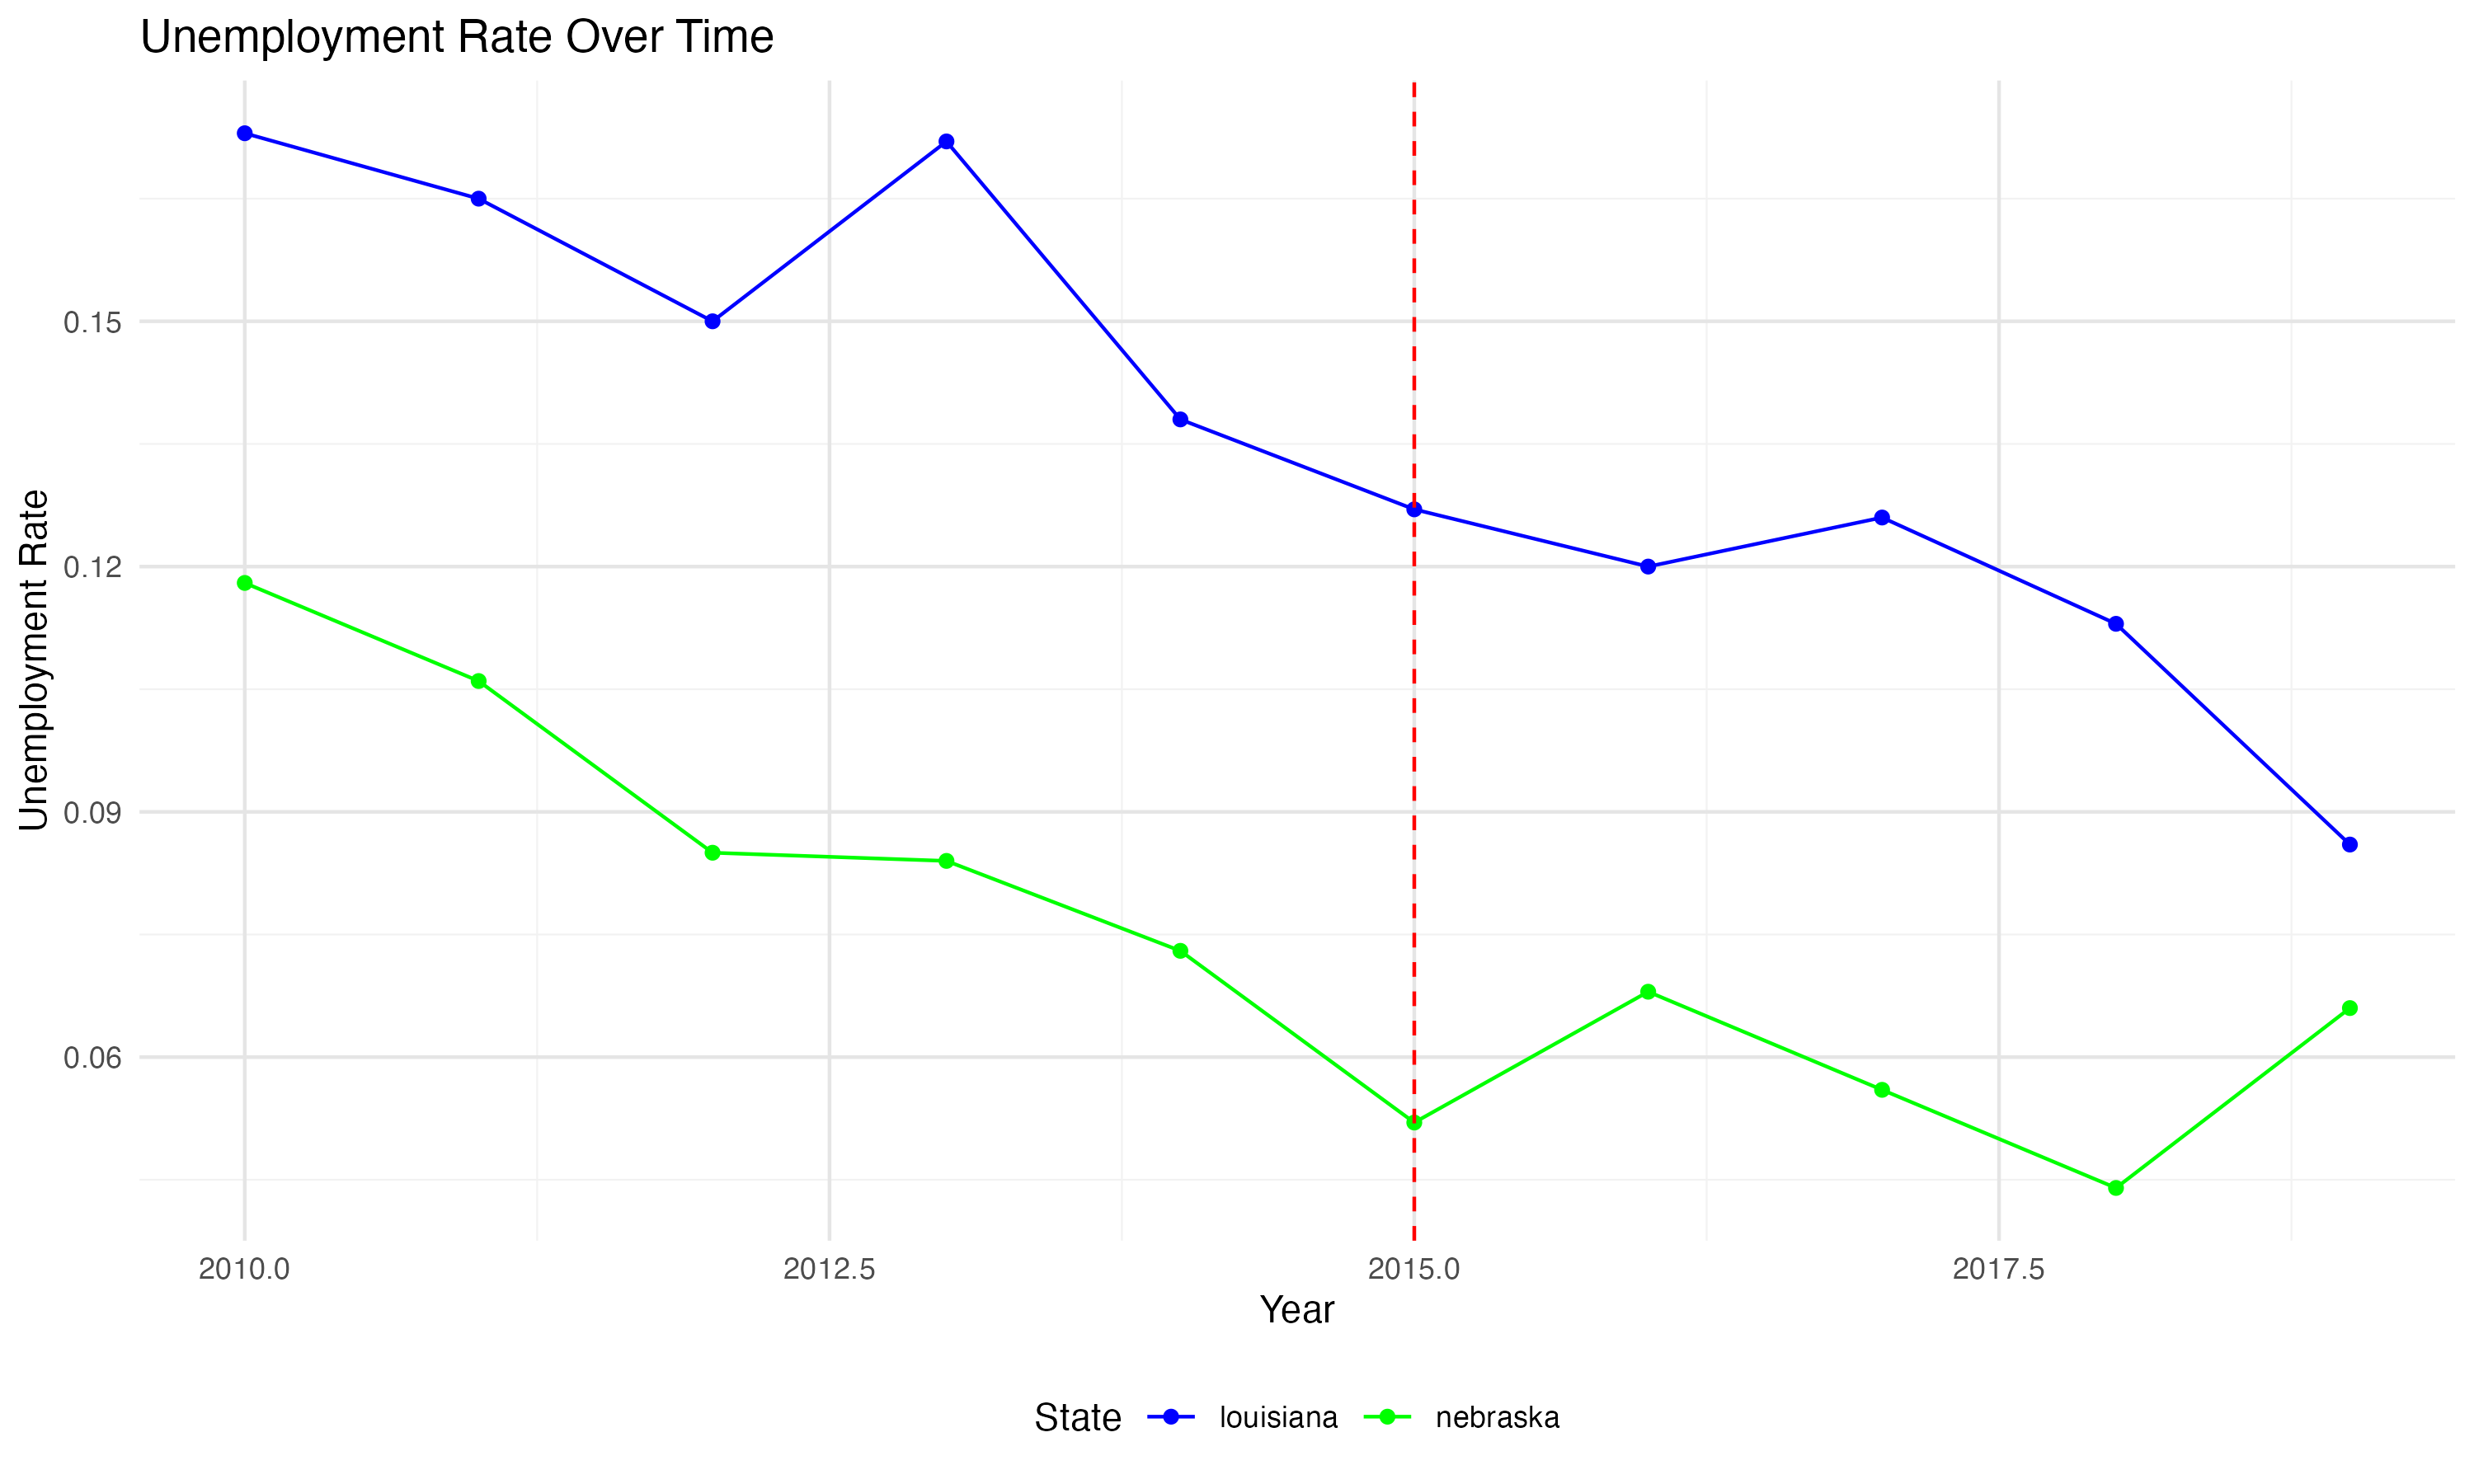 Unemployment Rate Over Time
Unemployment Rate
0.15
0.12
0.09
0.06
2010.0 2012.5 2015.0 2017.5
Year
State louisiana nebraska